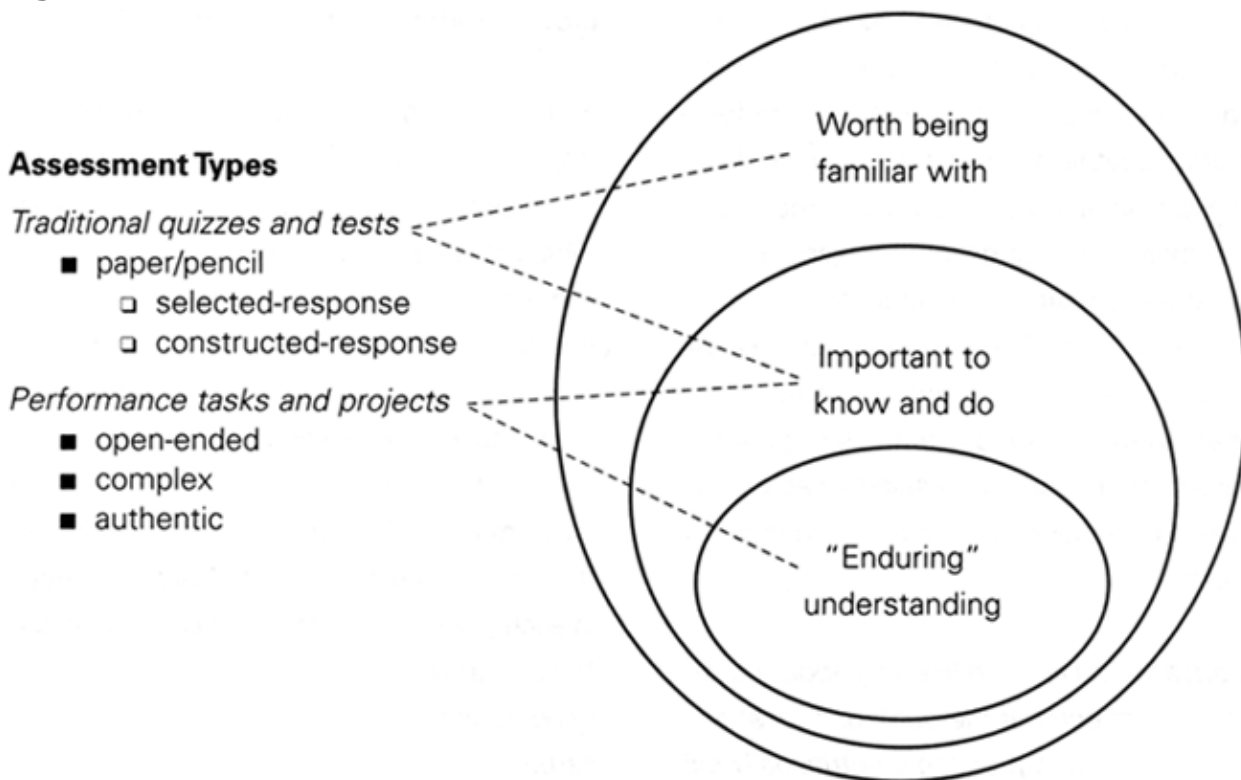 Assessment Types
Traditional quizzes and tests
■ paper/pencil
❑ selected-response
❑ constructed-response
Performance tasks and projects
■ open-ended
■ complex
■ authentic
Worth being
familiar with
Important to
know and do
“Enduring”
understanding